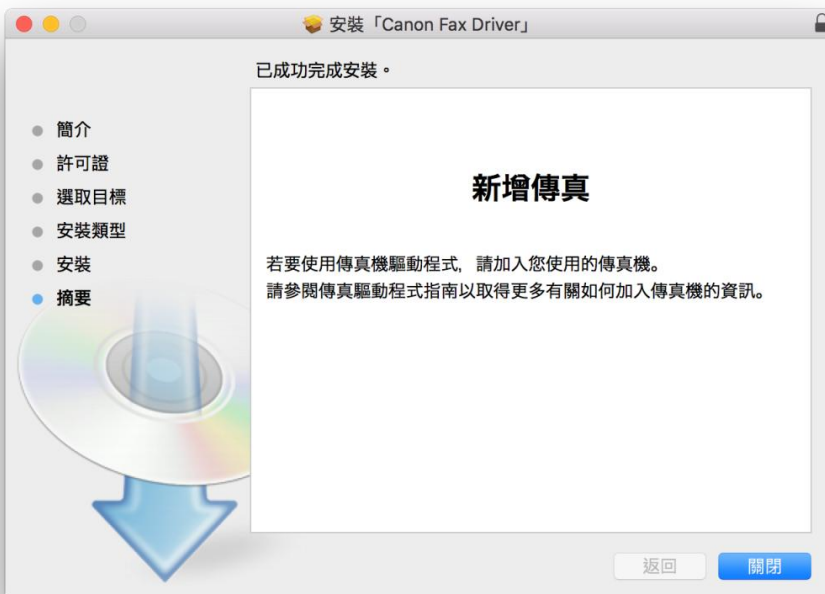 安裝「Canon Fax Driver」
已成功完成安裝。
簡介
許可證
選取目標
安裝類型
安裝
摘要
新增傳真
若要使用傳真機驅動程式，請加入您使用的傳真機。
請參閱傳真驅動程式指南以取得更多有關如何加入傳真機的資訊。
返回
關閉